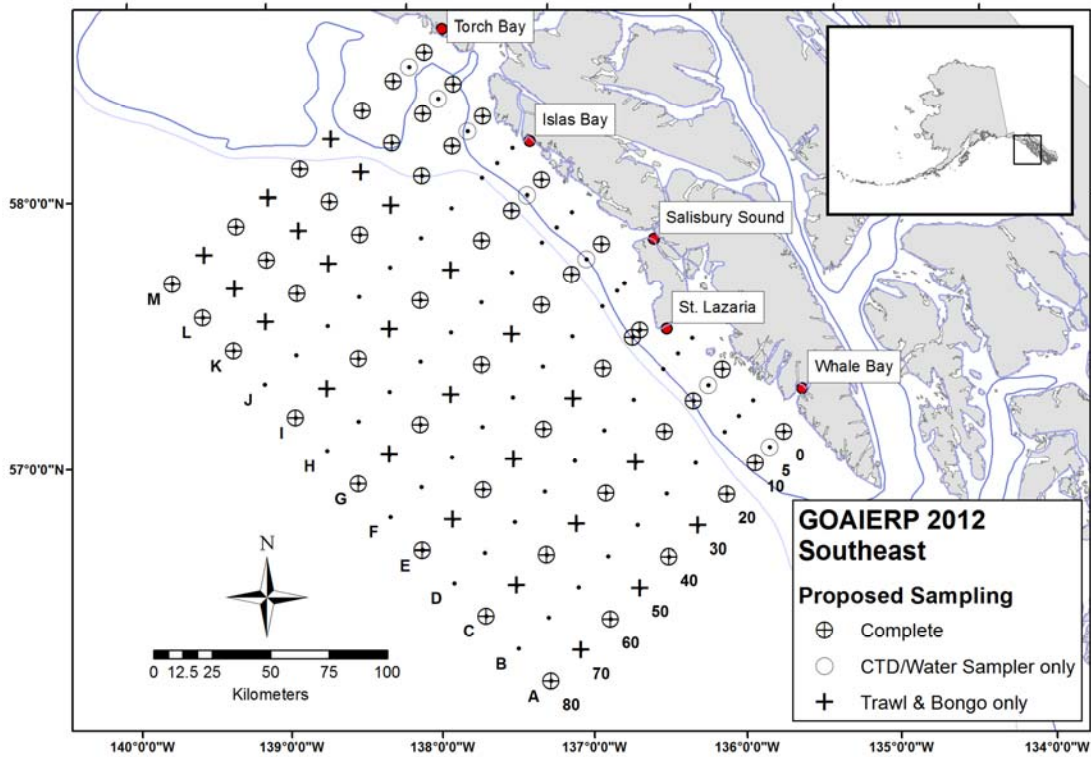 Torch Bay
Islas Bay
Salisbury Sound
St. Lazaria
Whale Bay
58°0'0"N
57°0'0"N
M
L
K
J
I
H
G
F
E
D
C
B
A
0
5
10
20
30
40
50
60
70
80
N
0 12.5 25 50 75 100
Kilometers
GOAIERP 2012
Southeast
Proposed Sampling
Complete
CTD/Water Sampler only
Trawl & Bongo only
140°0'0"W 139°0'0"W 138°0'0"W 137°0'0"W 136°0'0"W 135°0'0"W 134°0'0"W